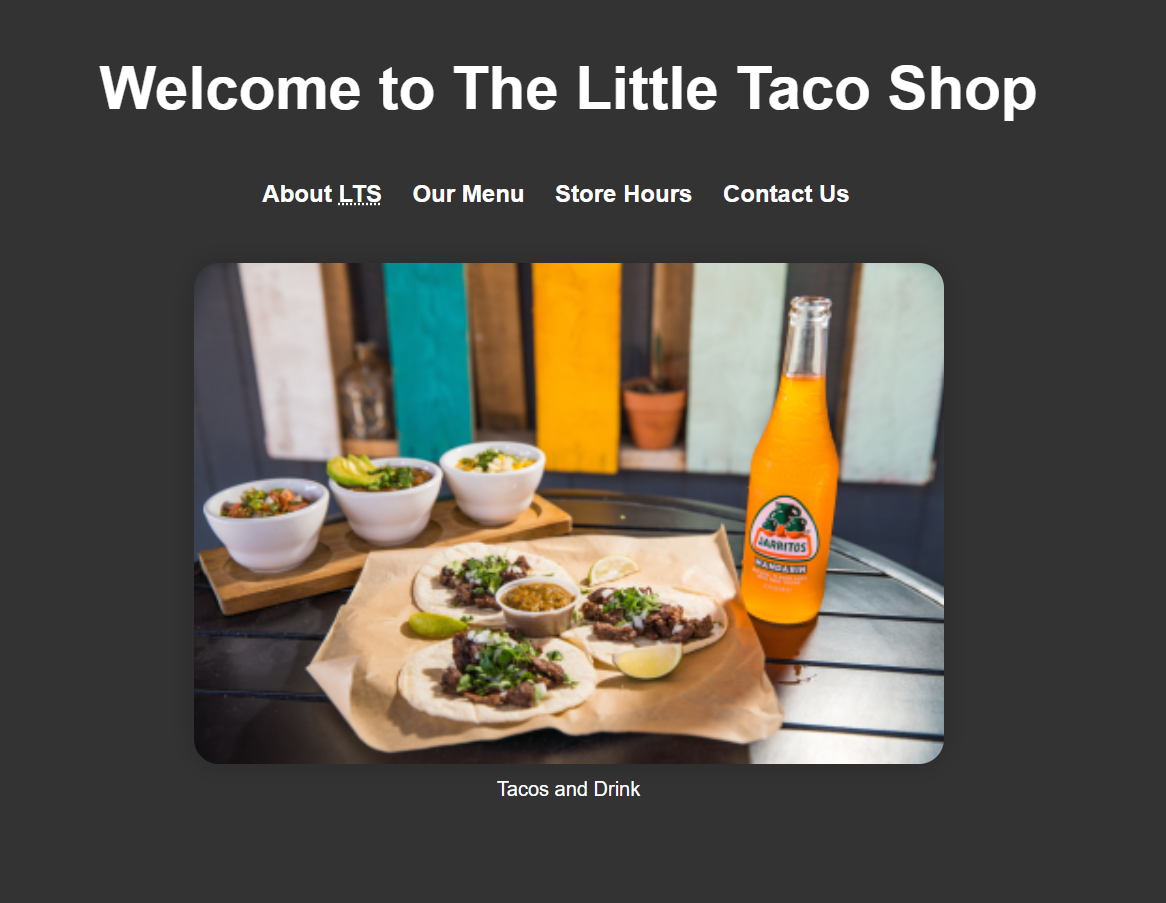 Welcome to The Little Taco Shop
About LTS Our Menu Store Hours Contact Us
JARRITOS
MANDARIN
Tacos and Drink